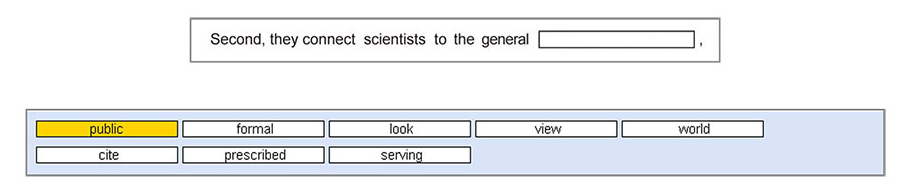 Second, they connect scientists to the general ,
public formal look view world
cite prescribed serving